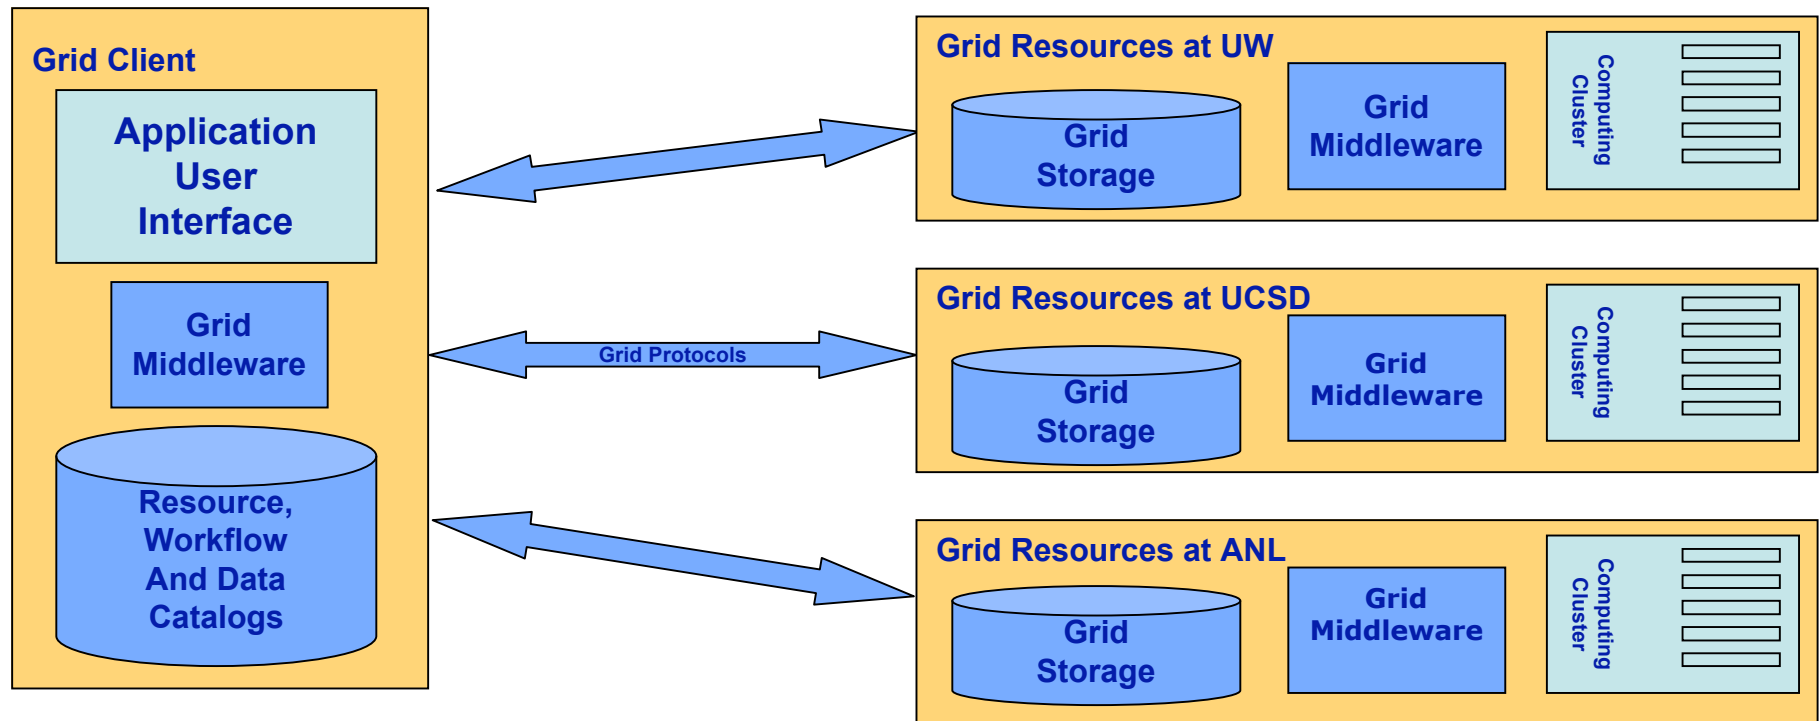 Grid Client
Application
User
Interface
Grid
Middleware
Resource,
Workflow
And Data
Catalogs
Grid Protocols
Grid Resources at UW
Grid
Storage
Grid
Middleware
Computing
Cluster
Grid Resources at UCSD
Grid
Storage
Grid
Middleware
Computing
Cluster
Grid Resources at ANL
Grid
Storage
Grid
Middleware
Computing
Cluster